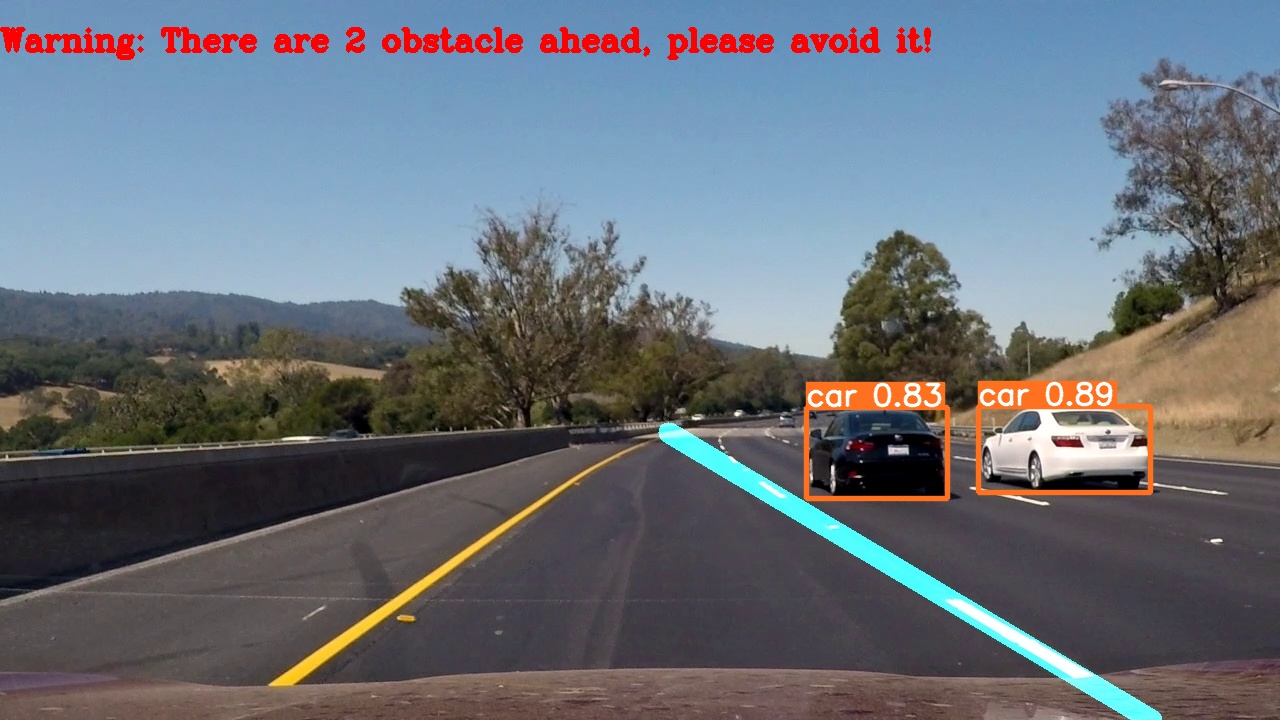 Warning: There are 2 obstacle ahead, please avoid it!
car 0.83
car 0.89